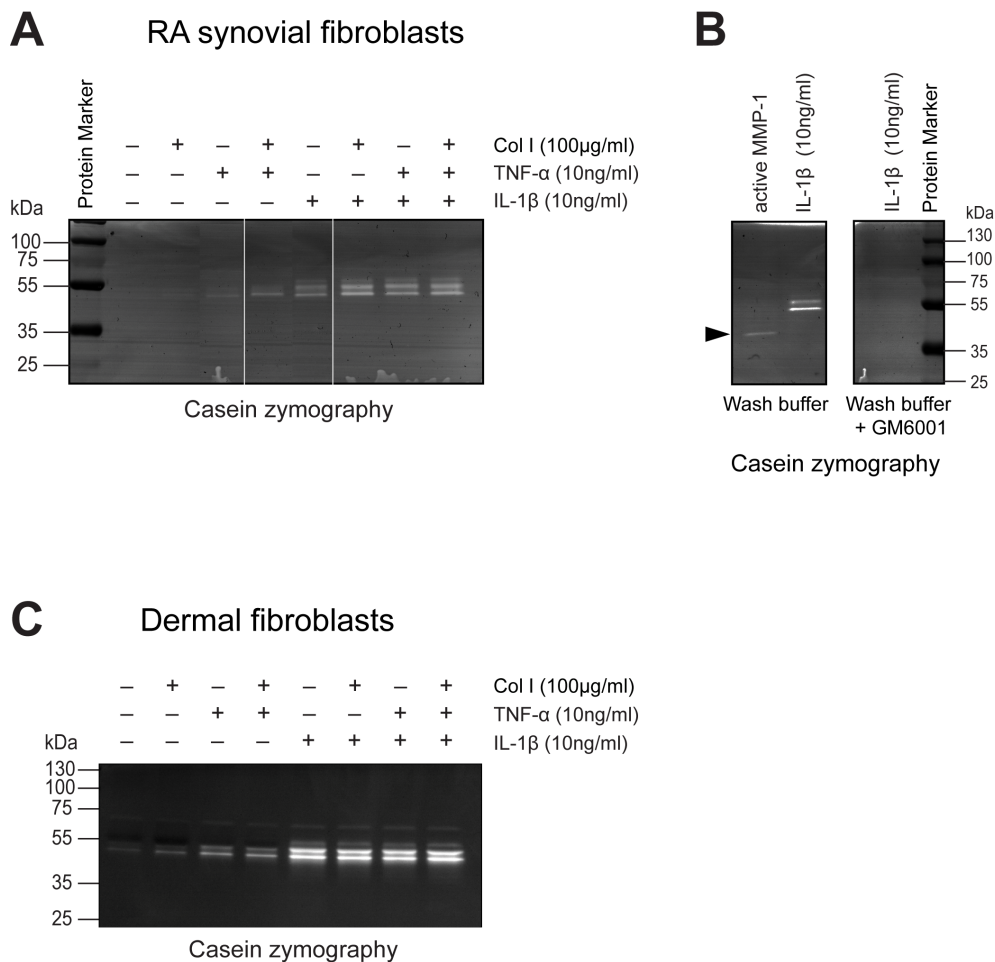 A
RA synovial fibroblasts
Protein Marker
– + – + – + – + Col I (100µg/ml)
– – + + – – + + TNF-α (10ng/ml)
– – – – + + + + IL-1β (10ng/ml)
kDa
100
75
55
35
25
Casein zymography
B
active MMP-1
IL-1β (10ng/ml)
IL-1β (10ng/ml)
Protein Marker
kDa
130
100
75
55
35
25
Wash buffer
Wash buffer
+ GM6001
Casein zymography
C
Dermal fibroblasts
– + – + – + – + Col I (100µg/ml)
– – + + – – + + TNF-α (10ng/ml)
– – – – + + + + IL-1β (10ng/ml)
kDa
130
100
75
55
35
25
Casein zymography